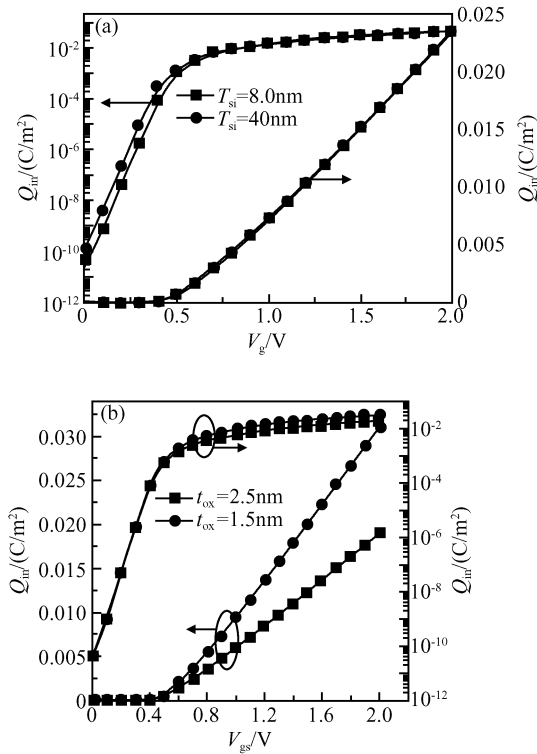 (a)
0.025
10⁻²
0.020
10⁻⁴
T_si=8.0nm
T_si=40nm
0.015
10⁻⁶
Q_in/(C/m²)
Q_in/(C/m²)
0.010
10⁻⁸
0.005
10⁻¹⁰
10⁻¹²
0
0 0.5 1.0 1.5 2.0
V_g/V
(b)
0.030
10⁻²
0.025
10⁻⁴
t_ox=2.5nm
t_ox=1.5nm
0.020
10⁻⁶
Q_in/(C/m²)
Q_in/(C/m²)
0.015
10⁻⁸
0.010
10⁻¹⁰
0.005
0
10⁻¹²
0 0.4 0.8 1.2 1.6 2.0
V_gs/V